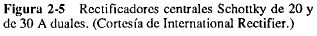 Figura 2-5 Rectificadores centrales Schottky de 20 y
de 30 A duales. (Cortesía de International Rectifier.)